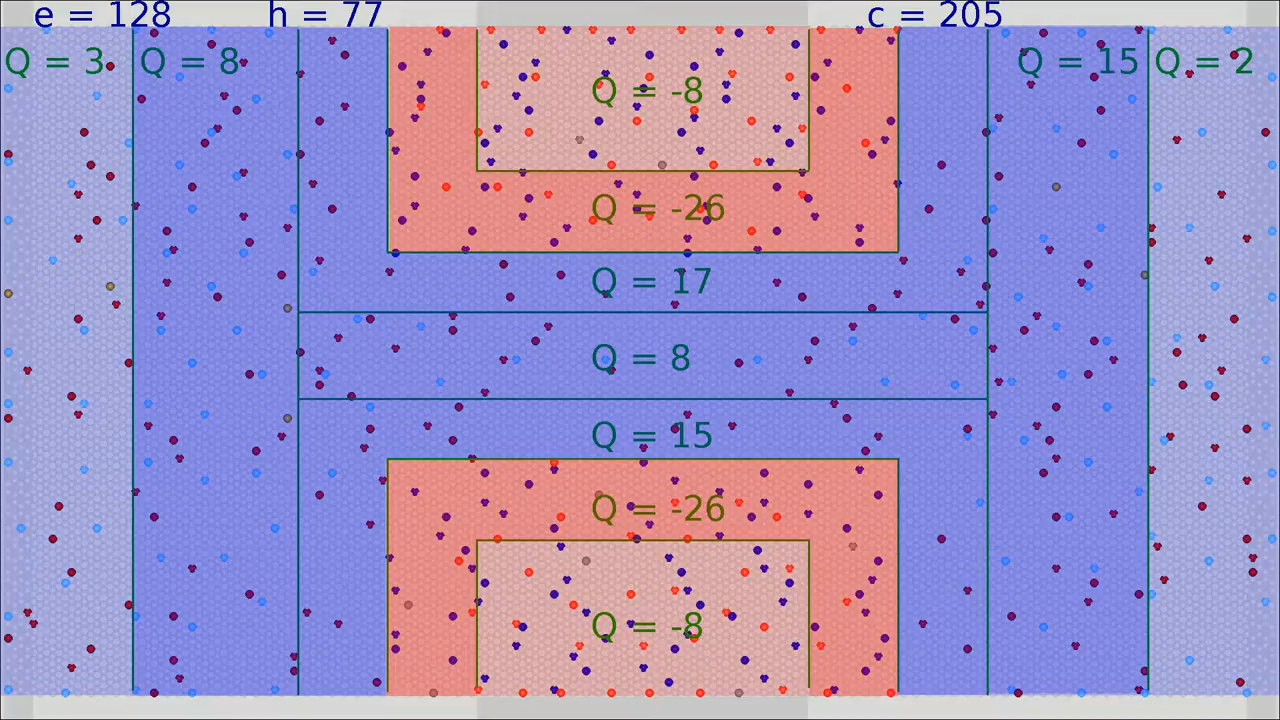 e = 128 h = 77 c = 205
Q = 3 Q = 8 Q = 15 Q = 2
Q = -8
Q = -26
Q = 17
Q = 8
Q = 15
Q = -26
Q = -8